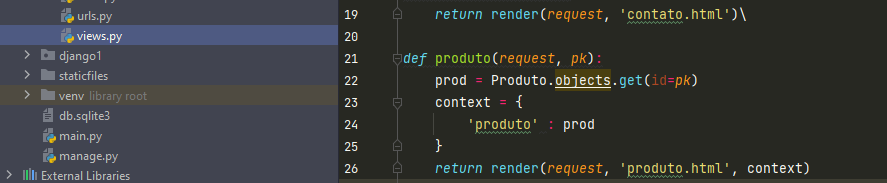 urls.py
views.py
django1
staticfiles
venv library root
db.sqlite3
main.py
manage.py
External Libraries
19 return render(request, 'contato.html')\
20
21 def produto(request, pk):
22 prod = Produto.objects.get(id=pk)
23 context = {
24 'produto' : prod
25 }
26 return render(request, 'produto.html', context)